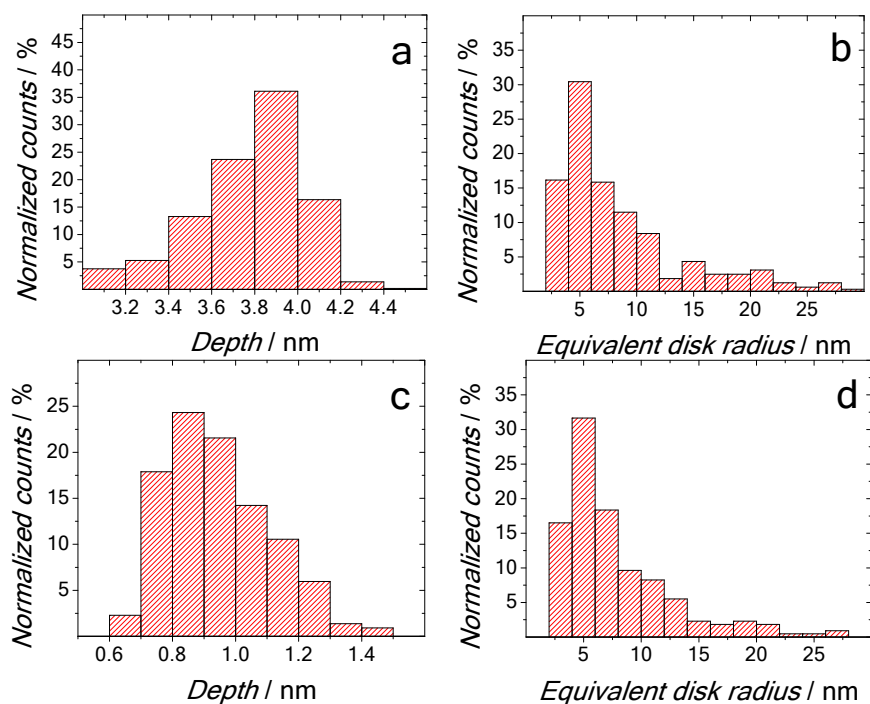 a
Normalized counts / %
45
40
35
30
25
20
15
10
5
3.2 3.4 3.6 3.8 4.0 4.2 4.4
Depth / nm
b
Normalized counts / %
35
30
25
20
15
10
5
5 10 15 20 25
Equivalent disk radius / nm
c
Normalized counts / %
25
20
15
10
5
0.6 0.8 1.0 1.2 1.4
Depth / nm
d
Normalized counts / %
35
30
25
20
15
10
5
5 10 15 20 25
Equivalent disk radius / nm